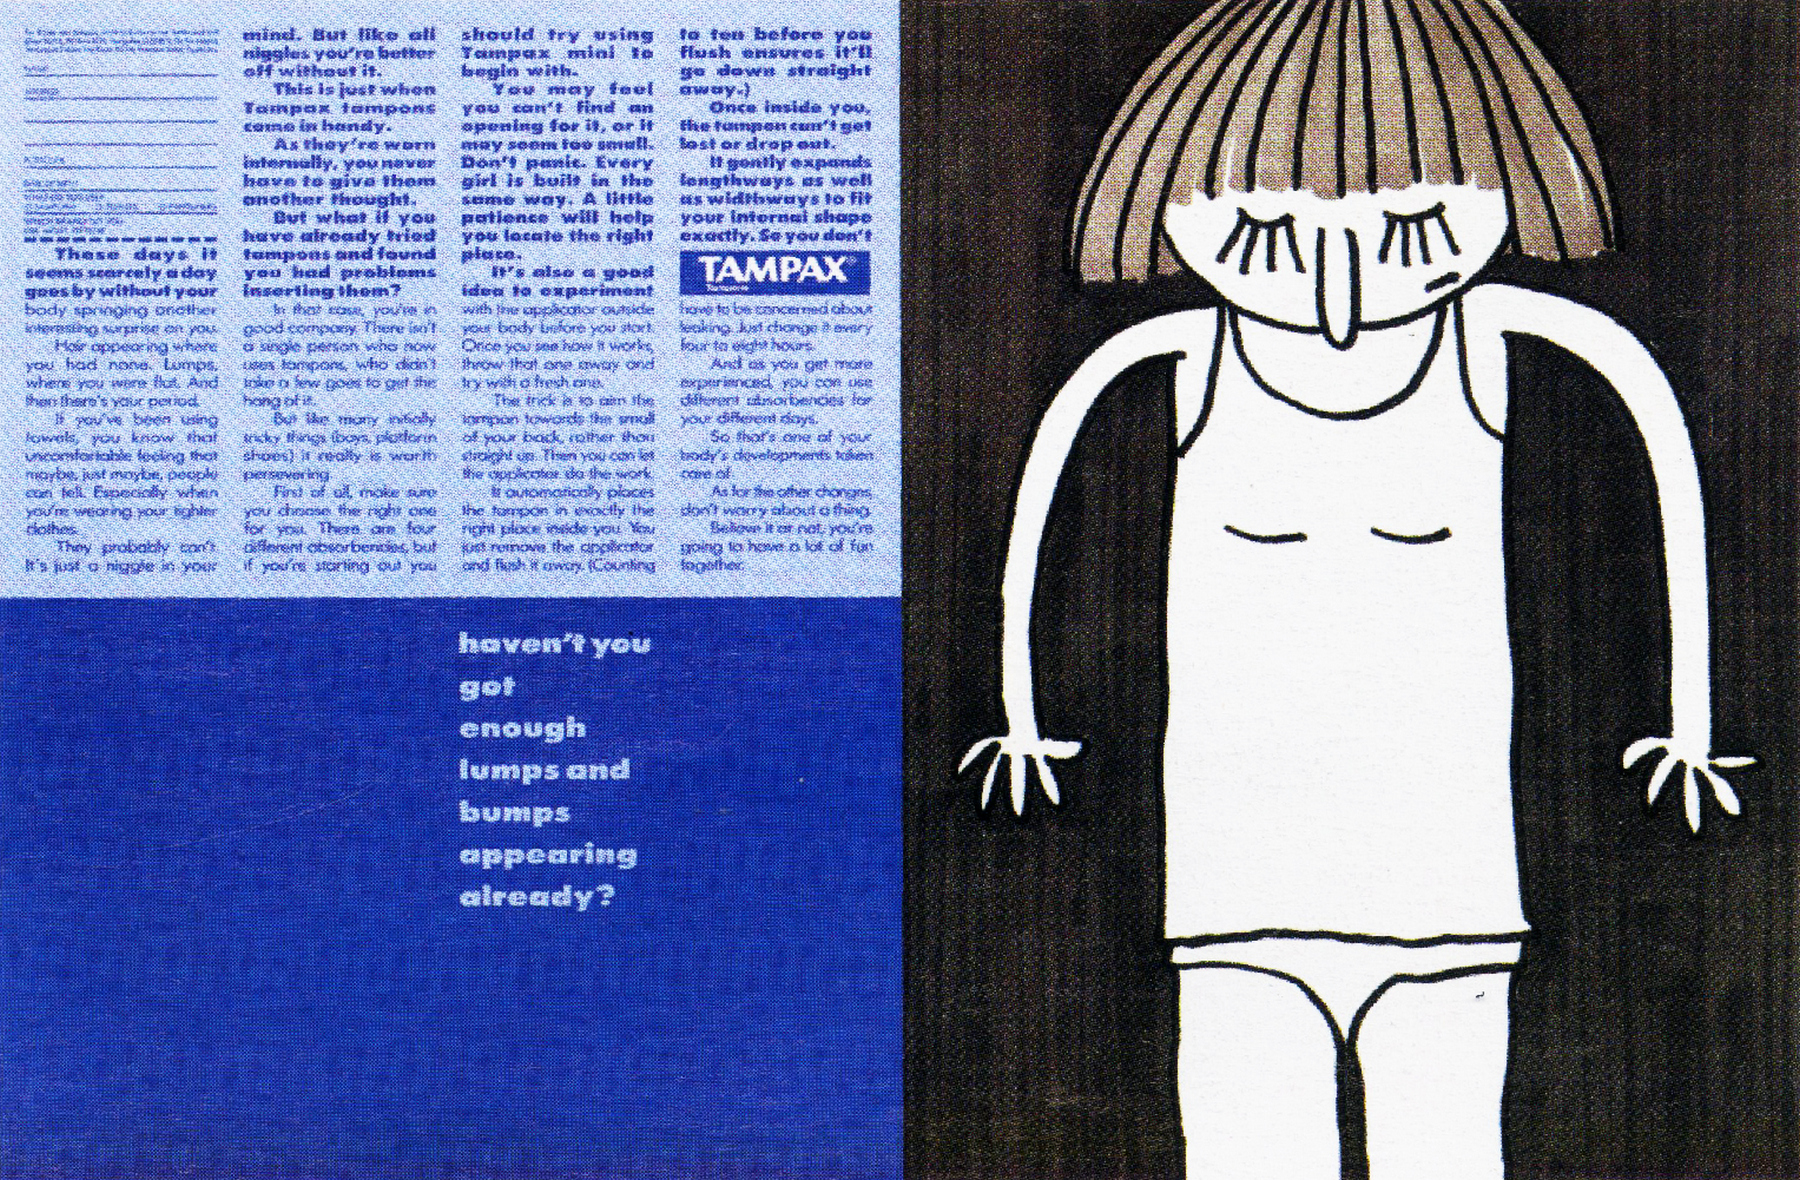 These days it
seems scarcely a day
goes by without your
body springing another
interesting surprise on you.
Hair appearing where
you had none. Lumps,
where you were flat. And
then there's your period.
If you've been using
towels, you know that
uncomfortable feeling that
maybe, just maybe, people
can tell. Especially when
you're wearing your tighter
clothes.
They probably can't.
It's just a niggle in your
mind. But like all
niggles you're better
off without it.
This is just when
Tampax tampons
come in handy.
As they're worn
internally, you never
have to give them
another thought.
But what if you
have already tried
tampons and found
you had problems
inserting them?
In that case, you're in
good company. There isn't
a single person who now
uses tampons, who didn't
take a few goes to get the
hang of it.
But like many initially
tricky things (boys, platform
shoes) it really is worth
persevering.
First of all, make sure
you choose the right one
for you. There are four
different absorbencies, but
if you're starting out you
should try using
Tampax mini to
begin with.
You may feel
you can't find an
opening for it, or it
may seem too small.
Don't panic. Every
girl is built in the
same way. A little
patience will help
you locate the right
place.
It's also a good
idea to experiment
with the applicator outside
your body before you start.
Once you see how it works,
throw that one away and
try with a fresh one.
The trick is to aim the
tampon towards the small
of your back, rather than
straight up. Then you can let
the applicator do the work.
It automatically places
the tampon in exactly the
right place inside you. You
just remove the applicator
and flush it away. (Counting
to ten before you
flush ensures it'll
go down straight
away.)
Once inside you,
the tampon can't get
lost or drop out.
It gently expands
lengthways as well
as widthways to fit
your internal shape
exactly. So you don't
TAMPAX®
Tampons
have to be concerned about
leaking. Just change it every
four to eight hours.
And as you get more
experienced, you can use
different absorbencies for
your different days.
So that's one of your
body's developments taken
care of.
As for the other changes,
don't worry about a thing.
Believe it or not, you're
going to have a lot of fun
together.
haven't you
got
enough
lumps and
bumps
appearing
already?